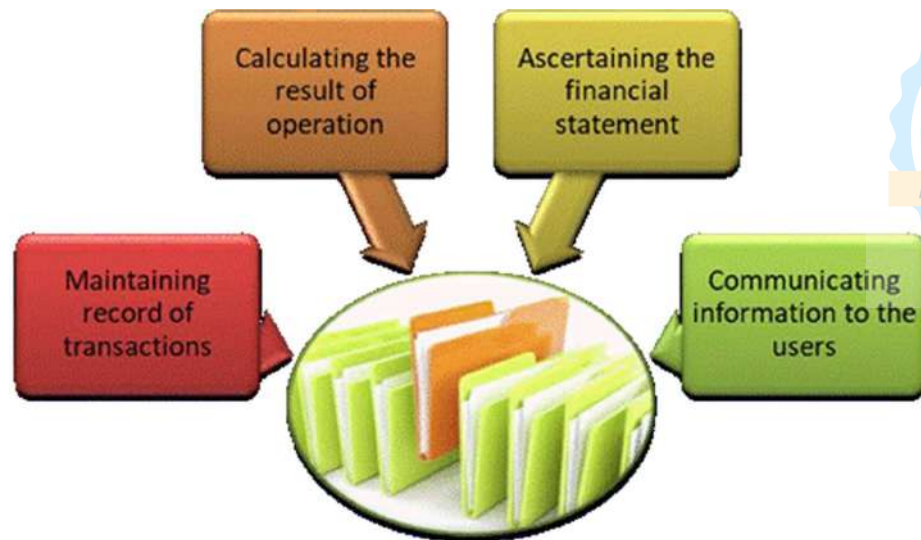 Calculating the
result of
operation
Ascertaining the
financial
statement
Maintaining
record of
transactions
Communicating
information to the
users